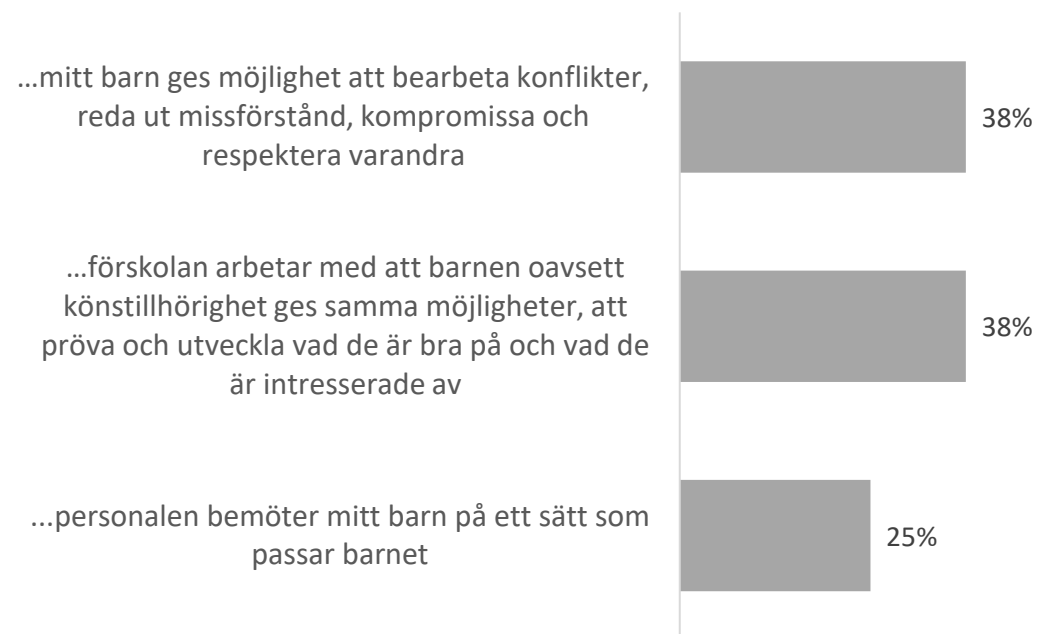 …mitt barn ges möjlighet att bearbeta konflikter,
reda ut missförstånd, kompromissa och
respektera varandra
38%
…förskolan arbetar med att barnen oavsett
könstillhörighet ges samma möjligheter, att
pröva och utveckla vad de är bra på och vad de
är intresserade av
38%
...personalen bemöter mitt barn på ett sätt som
passar barnet
25%